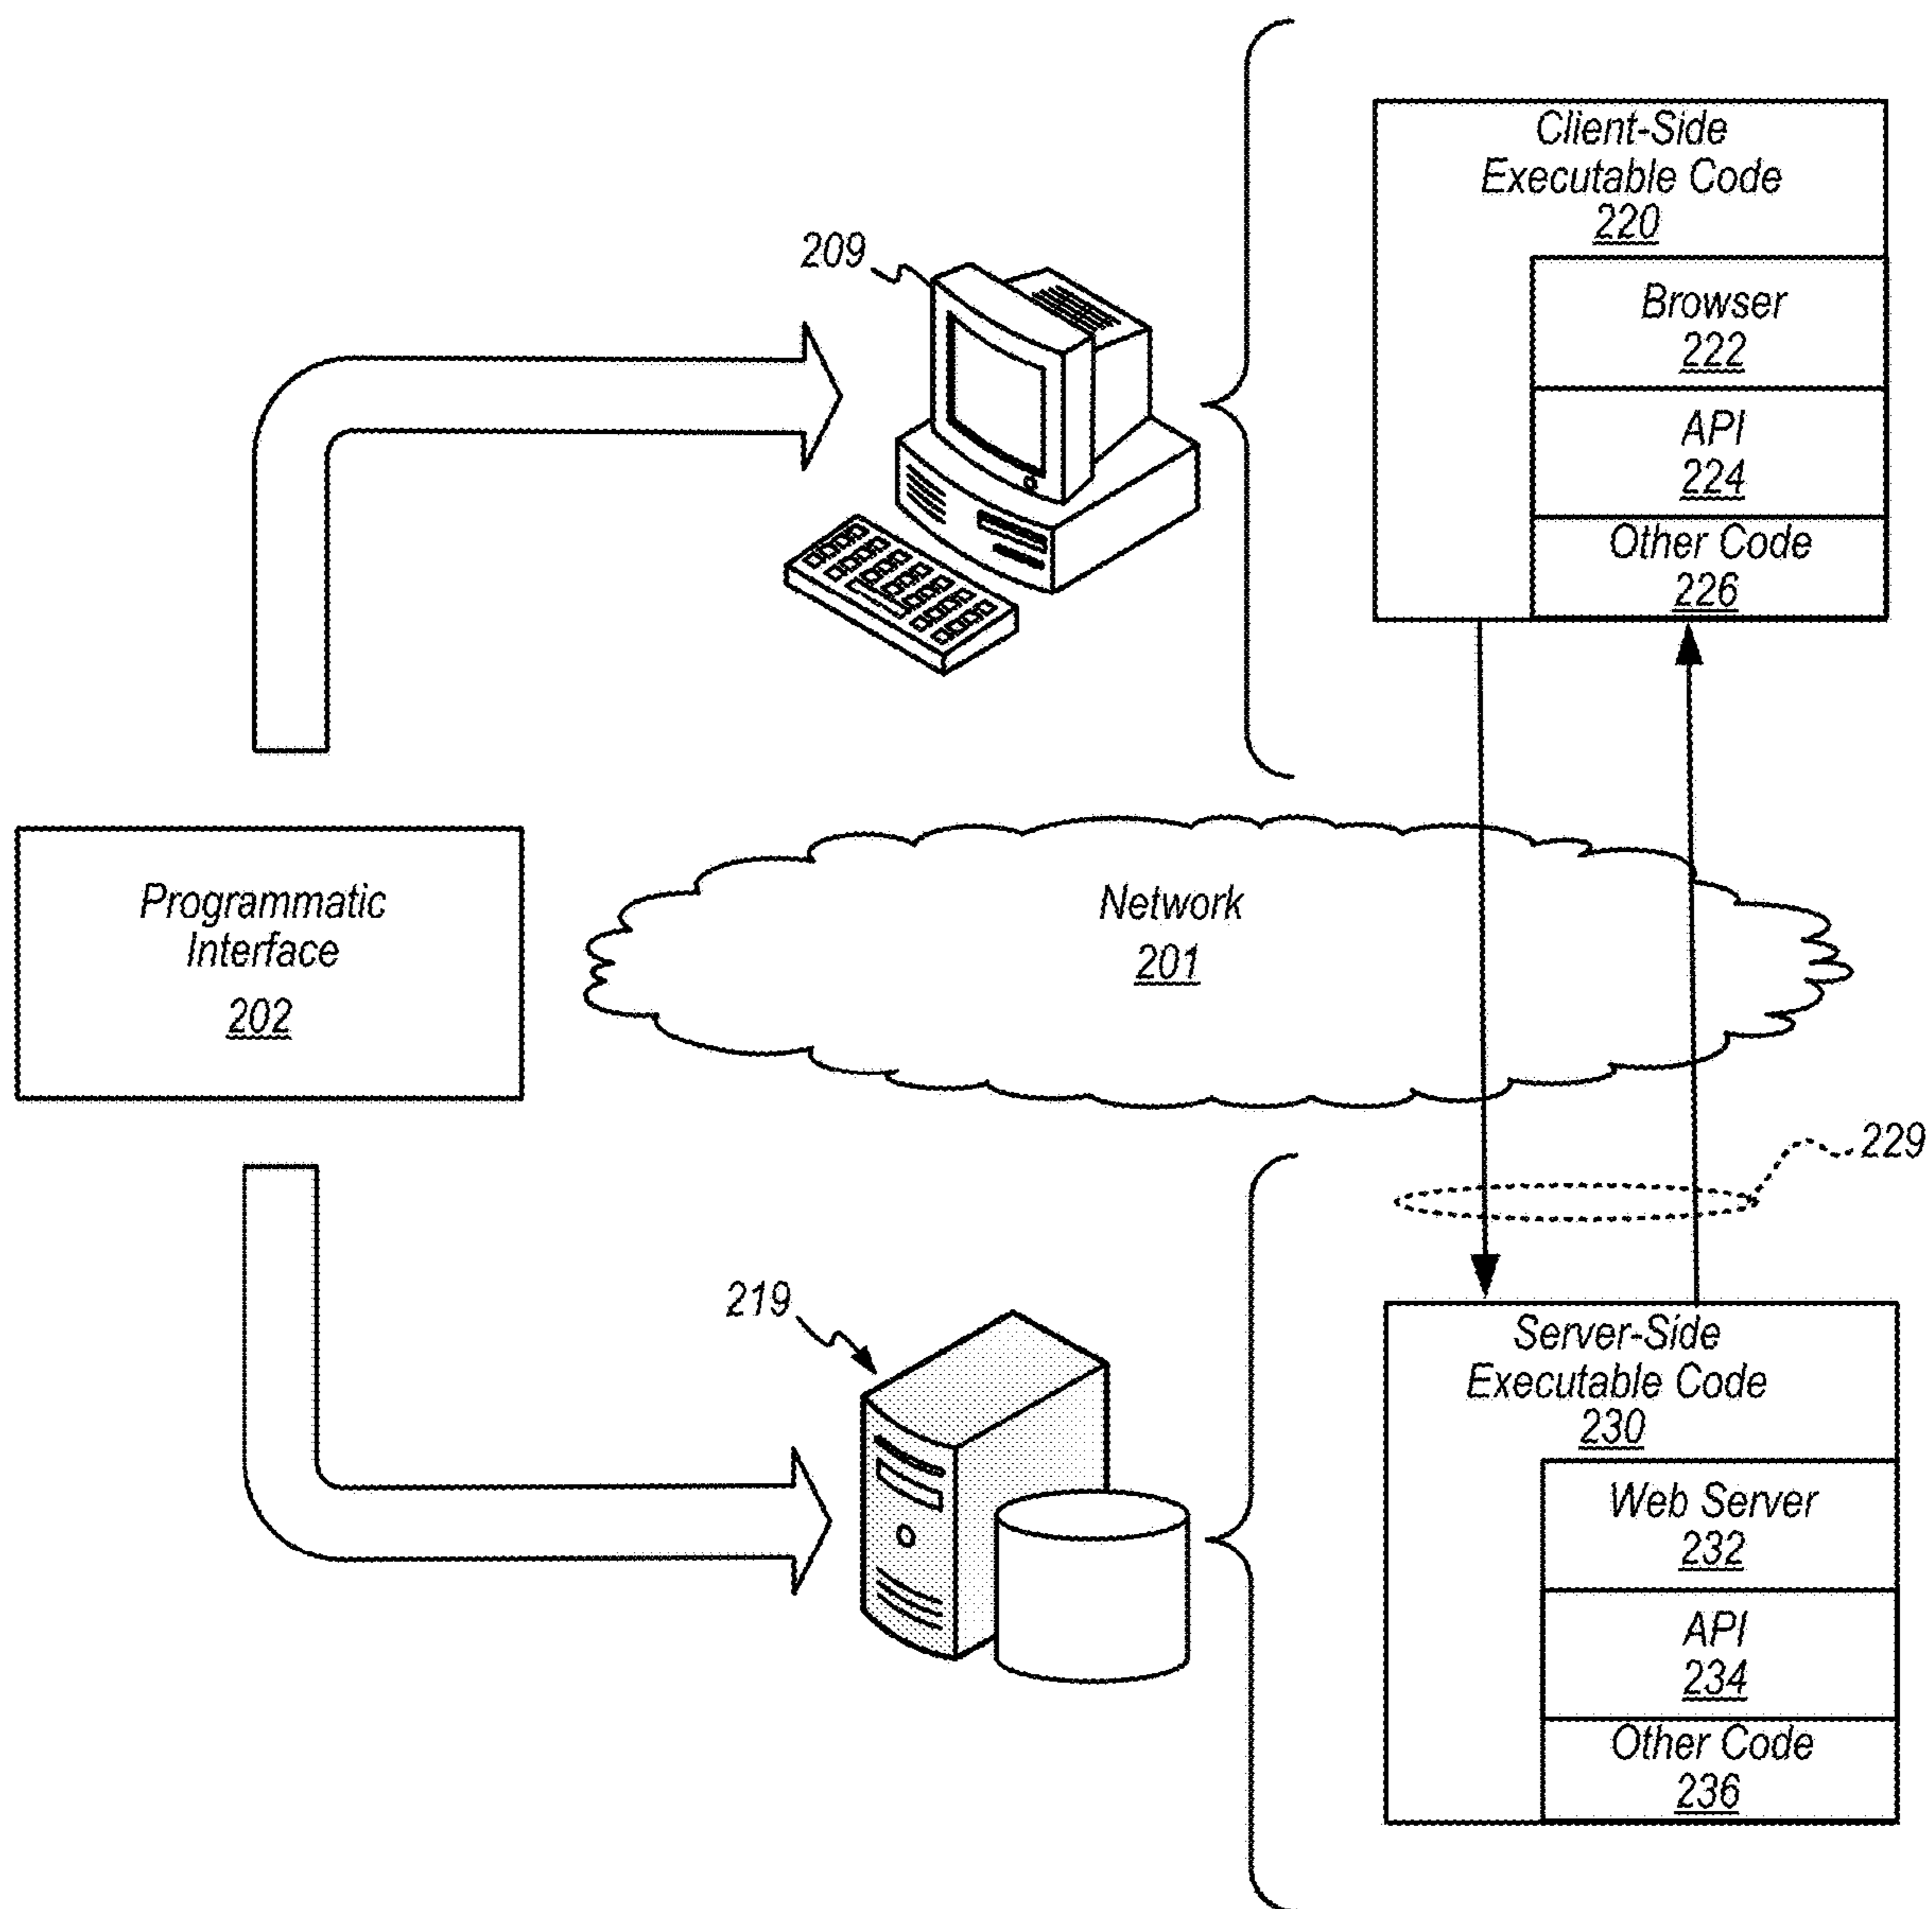 Client-Side
Executable Code
220
Browser
222
API
224
Other Code
226
209
Programmatic
Interface
202
Network
201
229
219
Server-Side
Executable Code
230
Web Server
232
API
234
Other Code
236